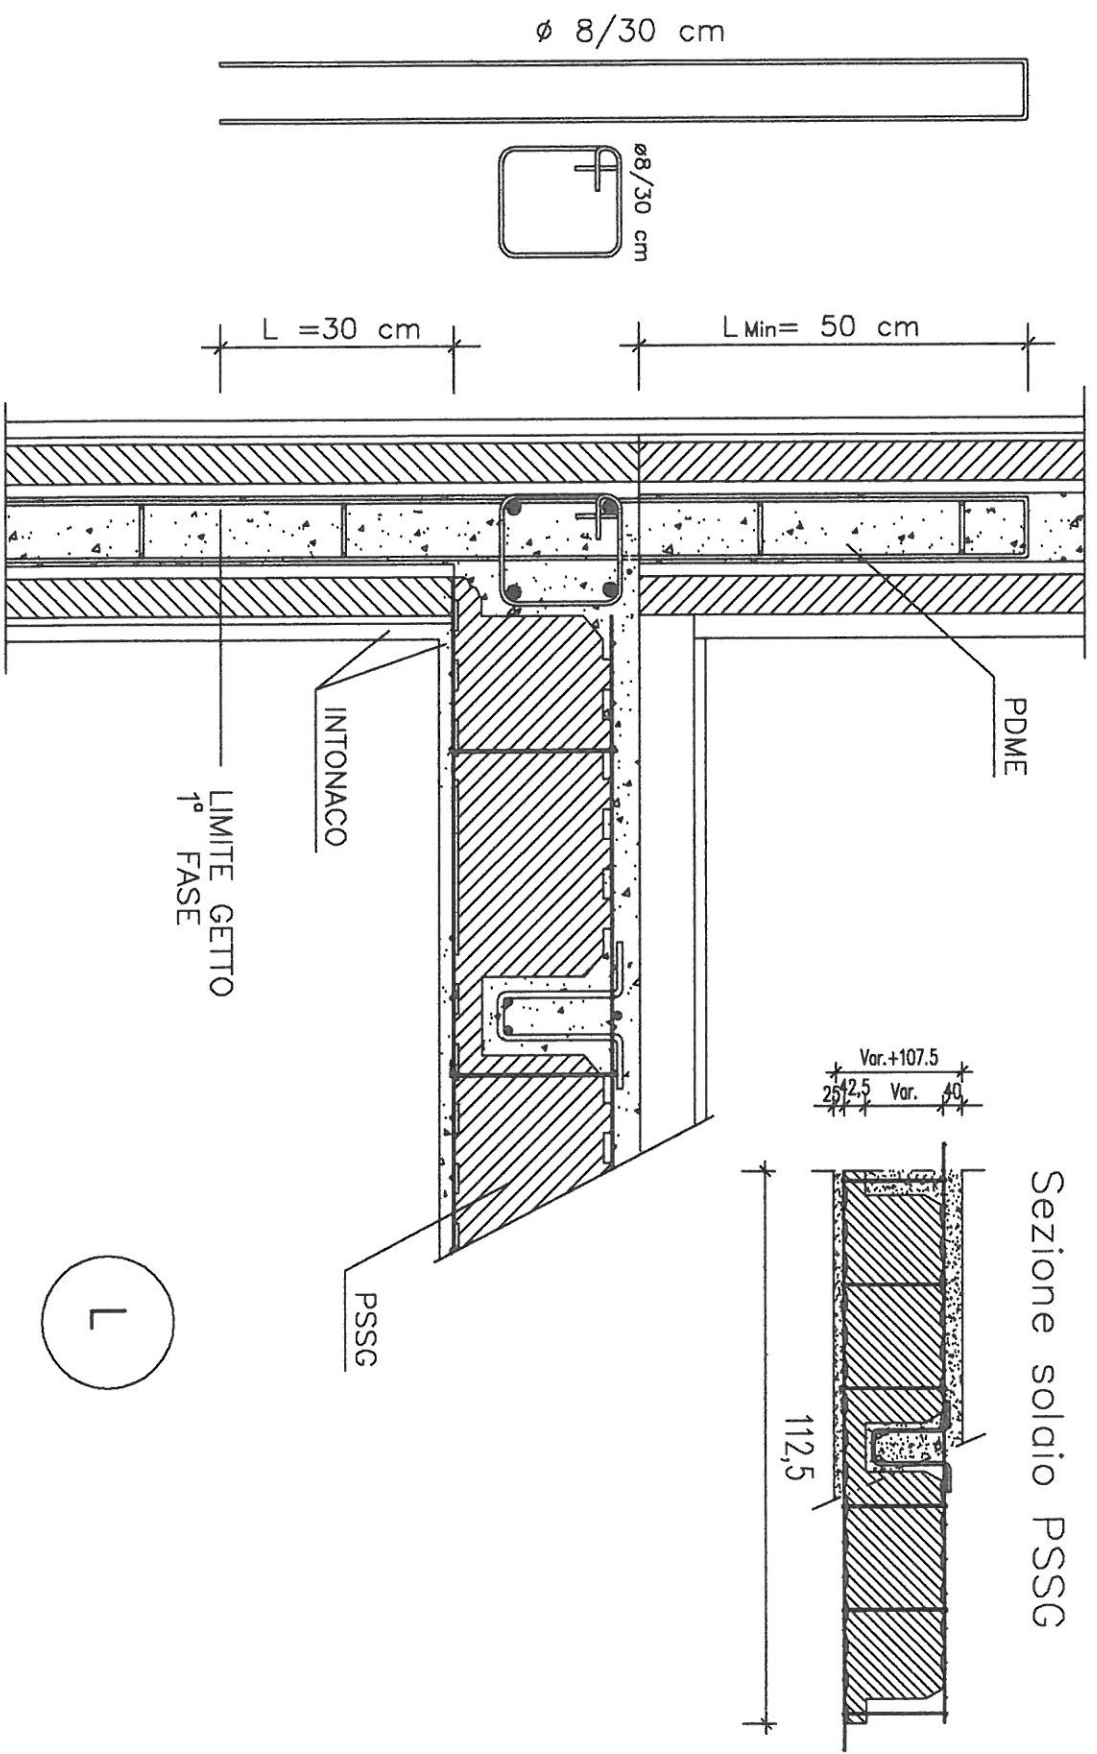 ø 8/30 cm
ø8/30 cm
L =30 cm
L Min= 50 cm
PDME
INTONACO
LIMITE GETTO
1ª FASE
PSSG
L
Sezione solaio PSSG
Var.+107.5
25
42,5
Var.
40
112,5